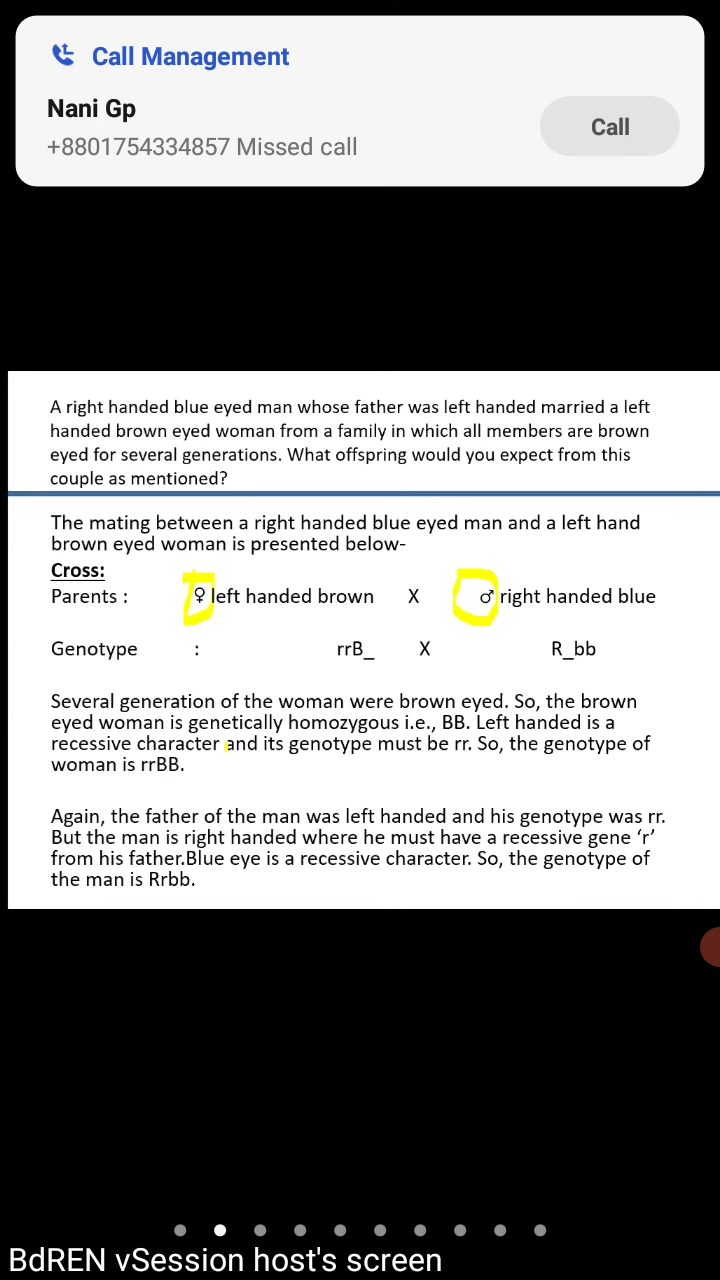 Call Management
Nani Gp
+8801754334857 Missed call
Call
A right handed blue eyed man whose father was left handed married a left
handed brown eyed woman from a family in which all members are brown
eyed for several generations. What offspring would you expect from this
couple as mentioned?
The mating between a right handed blue eyed man and a left hand
brown eyed woman is presented below-
Cross:
Parents : ♀ left handed brown X ♂ right handed blue
Genotype : rrB_ X R_bb
Several generation of the woman were brown eyed. So, the brown
eyed woman is genetically homozygous i.e., BB. Left handed is a
recessive character and its genotype must be rr. So, the genotype of
woman is rrBB.
Again, the father of the man was left handed and his genotype was rr.
But the man is right handed where he must have a recessive gene ‘r’
from his father.Blue eye is a recessive character. So, the genotype of
the man is Rrbb.
BdREN vSession host's screen